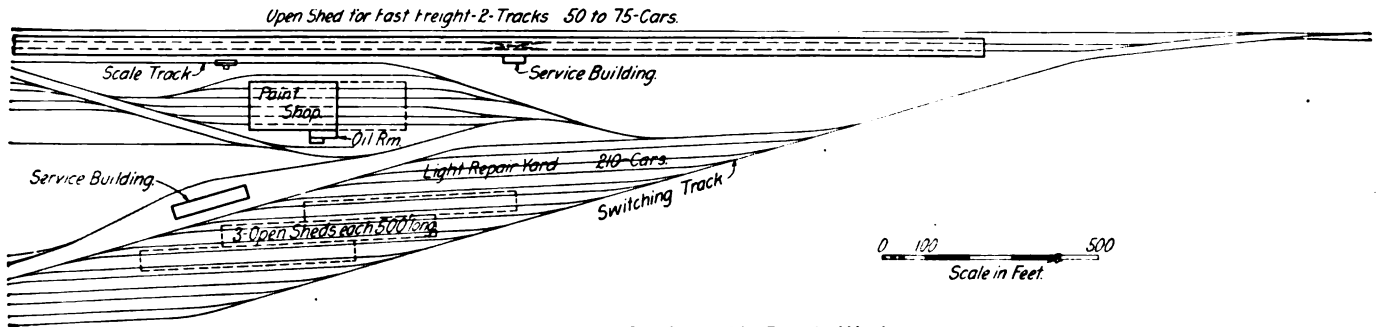 Open Shed for Fast Freight-2-Tracks 50 to 75-Cars.
Scale Track
Service Building.
Paint
Shop.
Oil Rm.
Light Repair Yard 210-Cars.
Service Building.
Switching Track
3-Open Sheds each 500' long
0 100 500
Scale in Feet.